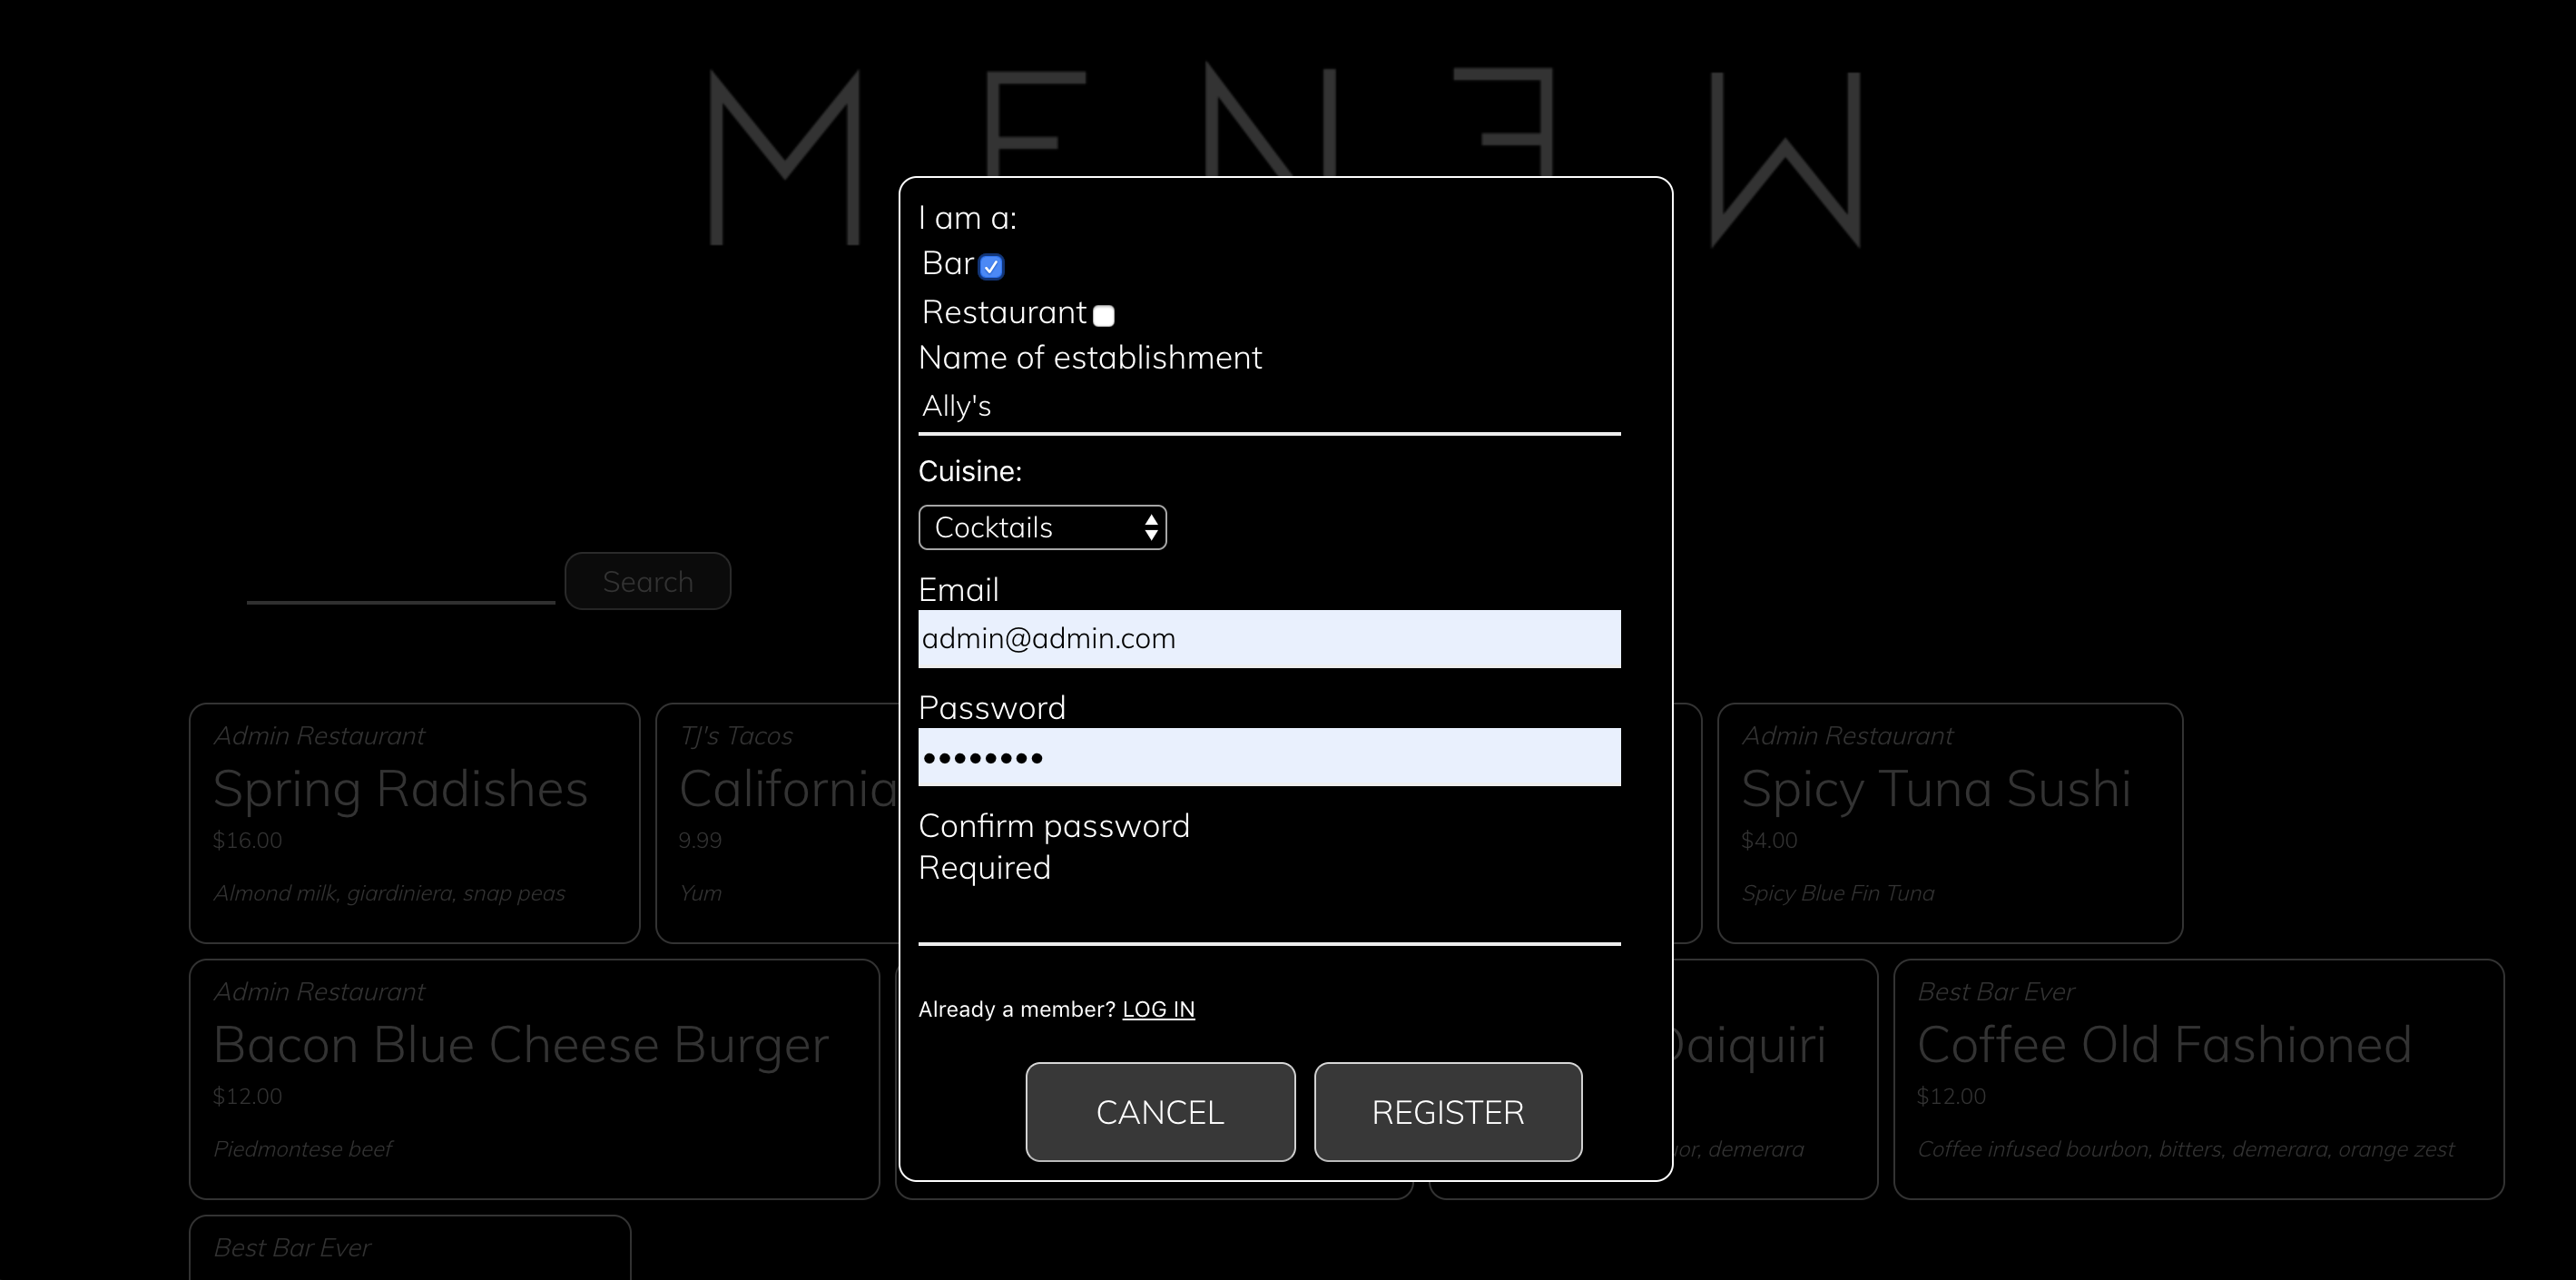 MENEW
I am a:
Bar
Restaurant
Name of establishment
Ally's
Cuisine:
Cocktails
Email
admin@admin.com
Password
••••••••
Confirm password
Required
Already a member? LOG IN
CANCEL
REGISTER
Search
Admin Restaurant
Spring Radishes
$16.00
Almond milk, giardiniera, snap peas
TJ's Tacos
California
9.99
Yum
Admin Restaurant
Spicy Tuna Sushi
$4.00
Spicy Blue Fin Tuna
Admin Restaurant
Bacon Blue Cheese Burger
$12.00
Piedmontese beef
Daiquiri
demerara
Best Bar Ever
Coffee Old Fashioned
$12.00
Coffee infused bourbon, bitters, demerara, orange zest
Best Bar Ever